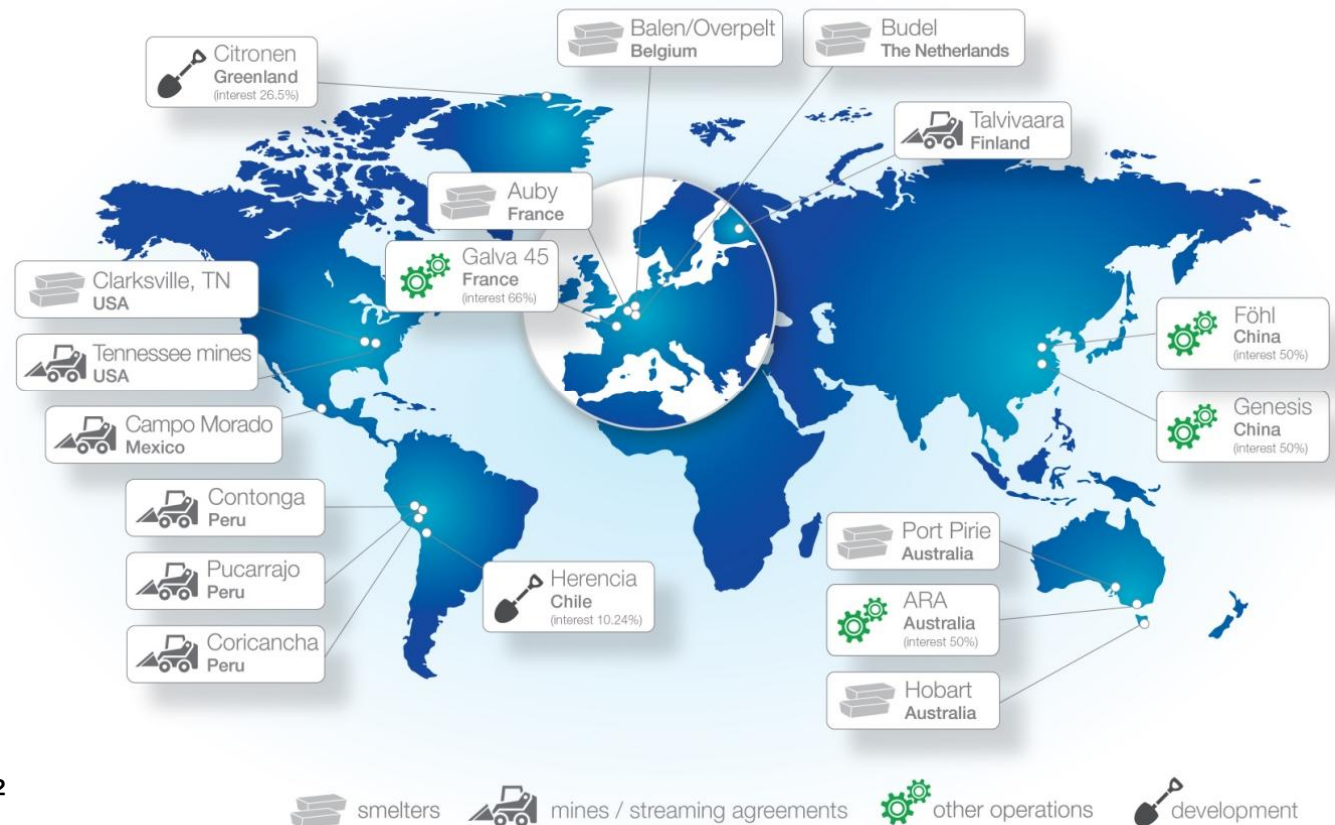 Citronen
Greenland
(interest 26.5%)
Balen/Overpelt
Belgium
Budel
The Netherlands
Talvivaara
Finland
Auby
France
Galva 45
France
(interest 66%)
Clarksville, TN
USA
Tennessee mines
USA
Campo Morado
Mexico
Föhl
China
(interest 50%)
Genesis
China
(interest 50%)
Contonga
Peru
Pucarrajo
Peru
Coricancha
Peru
Herencia
Chile
(interest 10.24%)
Port Pirie
Australia
ARA
Australia
(interest 50%)
Hobart
Australia
2
smelters
mines / streaming agreements
other operations
development